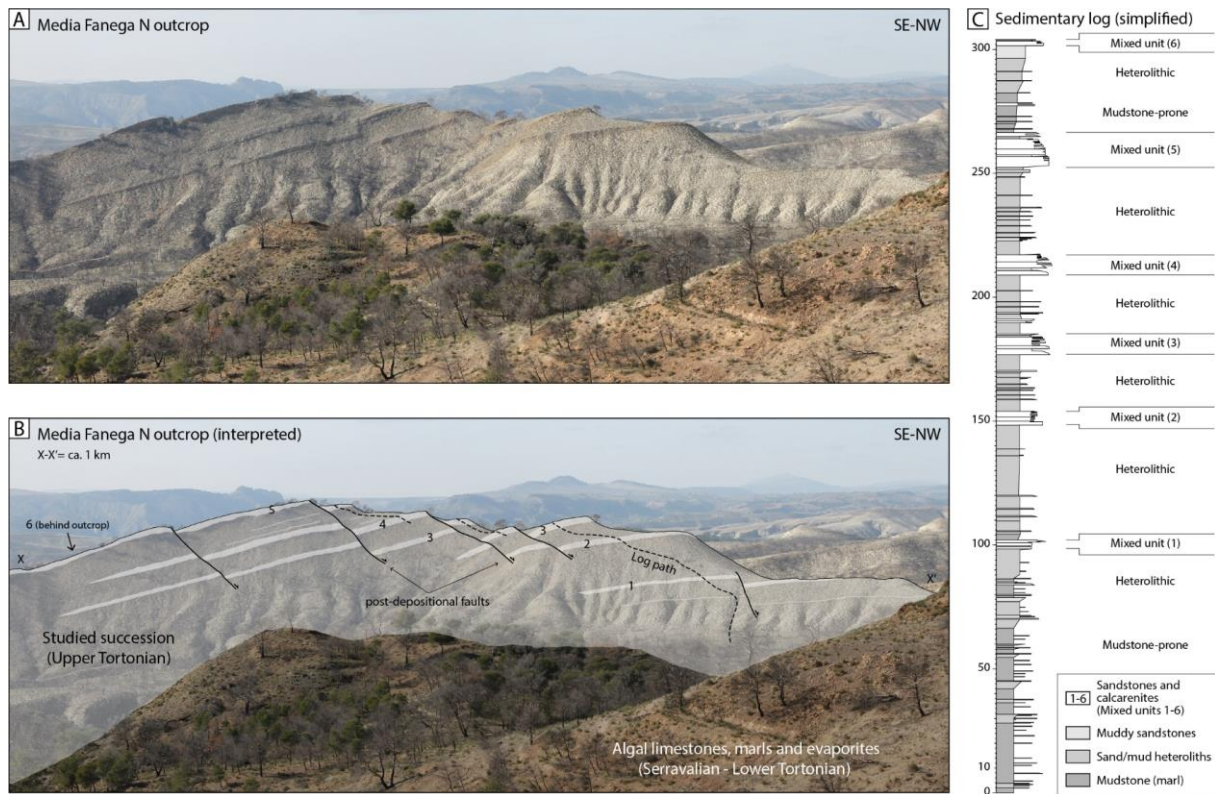 A Media Fanega N outcrop
SE-NW
B Media Fanega N outcrop (interpreted)
X-X'= ca. 1 km
SE-NW
6 (behind outcrop)
X
5
4
3
3
2
1
Log path
X'
post-depositional faults
Studied succession
(Upper Tortonian)
Algal limestones, marls and evaporites
(Serravalian - Lower Tortonian)
C Sedimentary log (simplified)
300
Mixed unit (6)
Heterolithic
Mudstone-prone
Mixed unit (5)
250
Heterolithic
Mixed unit (4)
200
Heterolithic
Mixed unit (3)
Heterolithic
150
Mixed unit (2)
Heterolithic
100
Mixed unit (1)
Heterolithic
Mudstone-prone
50
10
0
1-6
Sandstones and
calcarenites
(Mixed units 1-6)
Muddy sandstones
Sand/mud heteroliths
Mudstone (marl)